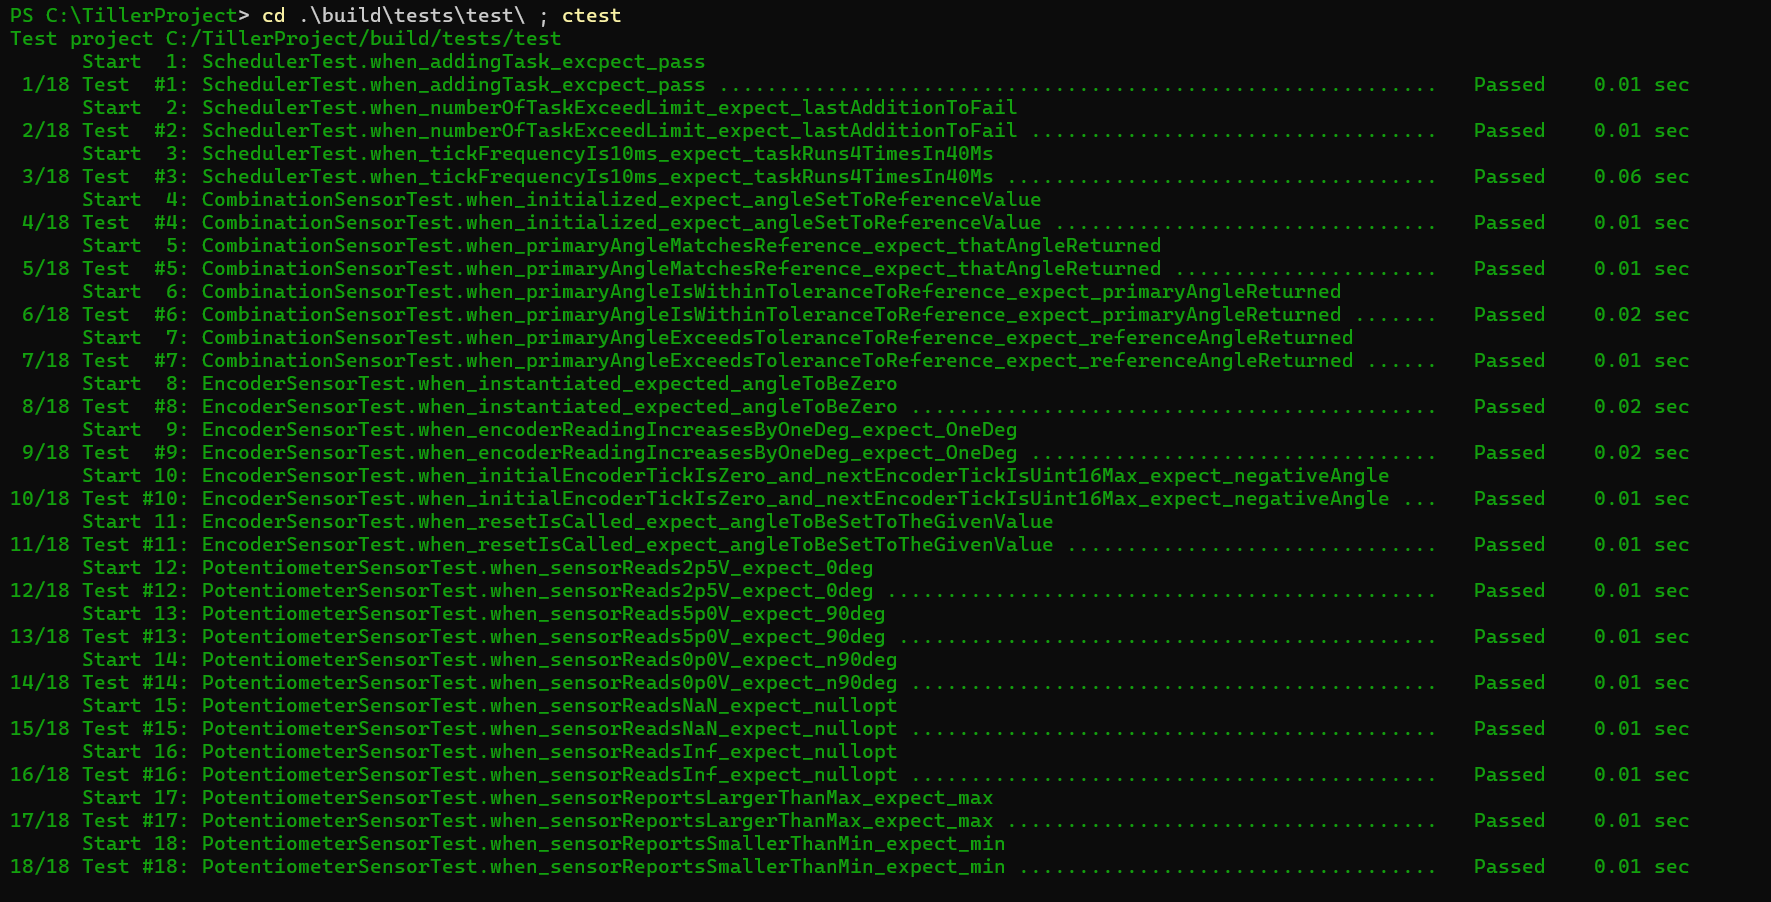 PS C:\TillerProject> cd .\build\tests\test\ ; ctest
Test project C:/TillerProject/build/tests/test
      Start  1: SchedulerTest.when_addingTask_excpect_pass
 1/18 Test  #1: SchedulerTest.when_addingTask_excpect_pass ............................................................   Passed    0.01 sec
      Start  2: SchedulerTest.when_numberOfTaskExceedLimit_expect_lastAdditionToFail
 2/18 Test  #2: SchedulerTest.when_numberOfTaskExceedLimit_expect_lastAdditionToFail ..................................   Passed    0.01 sec
      Start  3: SchedulerTest.when_tickFrequencyIs10ms_expect_taskRuns4TimesIn40Ms
 3/18 Test  #3: SchedulerTest.when_tickFrequencyIs10ms_expect_taskRuns4TimesIn40Ms ....................................   Passed    0.06 sec
      Start  4: CombinationSensorTest.when_initialized_expect_angleSetToReferenceValue
 4/18 Test  #4: CombinationSensorTest.when_initialized_expect_angleSetToReferenceValue ................................   Passed    0.01 sec
      Start  5: CombinationSensorTest.when_primaryAngleMatchesReference_expect_thatAngleReturned
 5/18 Test  #5: CombinationSensorTest.when_primaryAngleMatchesReference_expect_thatAngleReturned ......................   Passed    0.01 sec
      Start  6: CombinationSensorTest.when_primaryAngleIsWithinToleranceToReference_expect_primaryAngleReturned
 6/18 Test  #6: CombinationSensorTest.when_primaryAngleIsWithinToleranceToReference_expect_primaryAngleReturned .......   Passed    0.02 sec
      Start  7: CombinationSensorTest.when_primaryAngleExceedsToleranceToReference_expect_referenceAngleReturned
 7/18 Test  #7: CombinationSensorTest.when_primaryAngleExceedsToleranceToReference_expect_referenceAngleReturned ......   Passed    0.01 sec
      Start  8: EncoderSensorTest.when_instantiated_expected_angleToBeZero
 8/18 Test  #8: EncoderSensorTest.when_instantiated_expected_angleToBeZero ............................................   Passed    0.02 sec
      Start  9: EncoderSensorTest.when_encoderReadingIncreasesByOneDeg_expect_OneDeg
 9/18 Test  #9: EncoderSensorTest.when_encoderReadingIncreasesByOneDeg_expect_OneDeg ..................................   Passed    0.02 sec
      Start 10: EncoderSensorTest.when_initialEncoderTickIsZero_and_nextEncoderTickIsUint16Max_expect_negativeAngle
10/18 Test #10: EncoderSensorTest.when_initialEncoderTickIsZero_and_nextEncoderTickIsUint16Max_expect_negativeAngle ...   Passed    0.01 sec
      Start 11: EncoderSensorTest.when_resetIsCalled_expect_angleToBeSetToTheGivenValue
11/18 Test #11: EncoderSensorTest.when_resetIsCalled_expect_angleToBeSetToTheGivenValue ...............................   Passed    0.01 sec
      Start 12: PotentiometerSensorTest.when_sensorReads2p5V_expect_0deg
12/18 Test #12: PotentiometerSensorTest.when_sensorReads2p5V_expect_0deg ..............................................   Passed    0.01 sec
      Start 13: PotentiometerSensorTest.when_sensorReads5p0V_expect_90deg
13/18 Test #13: PotentiometerSensorTest.when_sensorReads5p0V_expect_90deg .............................................   Passed    0.01 sec
      Start 14: PotentiometerSensorTest.when_sensorReads0p0V_expect_n90deg
14/18 Test #14: PotentiometerSensorTest.when_sensorReads0p0V_expect_n90deg ............................................   Passed    0.01 sec
      Start 15: PotentiometerSensorTest.when_sensorReadsNaN_expect_nullopt
15/18 Test #15: PotentiometerSensorTest.when_sensorReadsNaN_expect_nullopt ............................................   Passed    0.01 sec
      Start 16: PotentiometerSensorTest.when_sensorReadsInf_expect_nullopt
16/18 Test #16: PotentiometerSensorTest.when_sensorReadsInf_expect_nullopt ............................................   Passed    0.01 sec
      Start 17: PotentiometerSensorTest.when_sensorReportsLargerThanMax_expect_max
17/18 Test #17: PotentiometerSensorTest.when_sensorReportsLargerThanMax_expect_max ....................................   Passed    0.01 sec
      Start 18: PotentiometerSensorTest.when_sensorReportsSmallerThanMin_expect_min
18/18 Test #18: PotentiometerSensorTest.when_sensorReportsSmallerThanMin_expect_min ...................................   Passed    0.01 sec